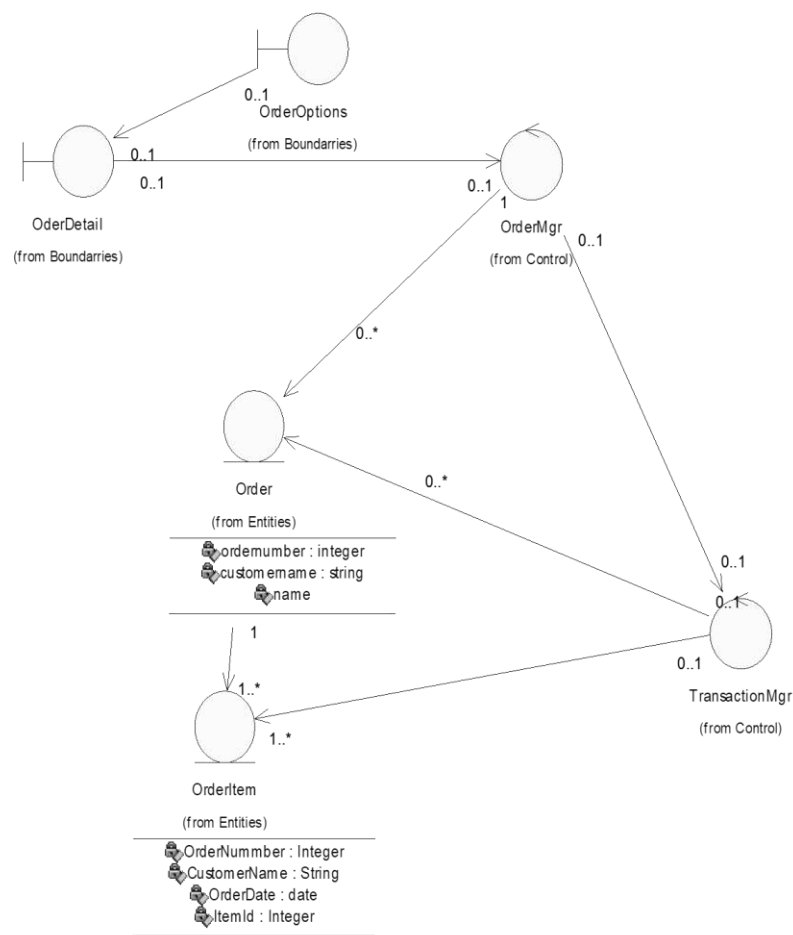 0..1
OrderOptions
(from Boundarries)
0..1
0..1
0..1
1
OderDetail
(from Boundarries)
OrderMgr
(from Control)
0..1
0..*
Order
(from Entities)
0..*
ordernumber : integer
customername : string
name
0..1
0..1
1
0..1
1..*
TransactionMgr
(from Control)
1..*
OrderItem
(from Entities)
OrderNummber : Integer
CustomerName : String
OrderDate : date
ItemId : Integer